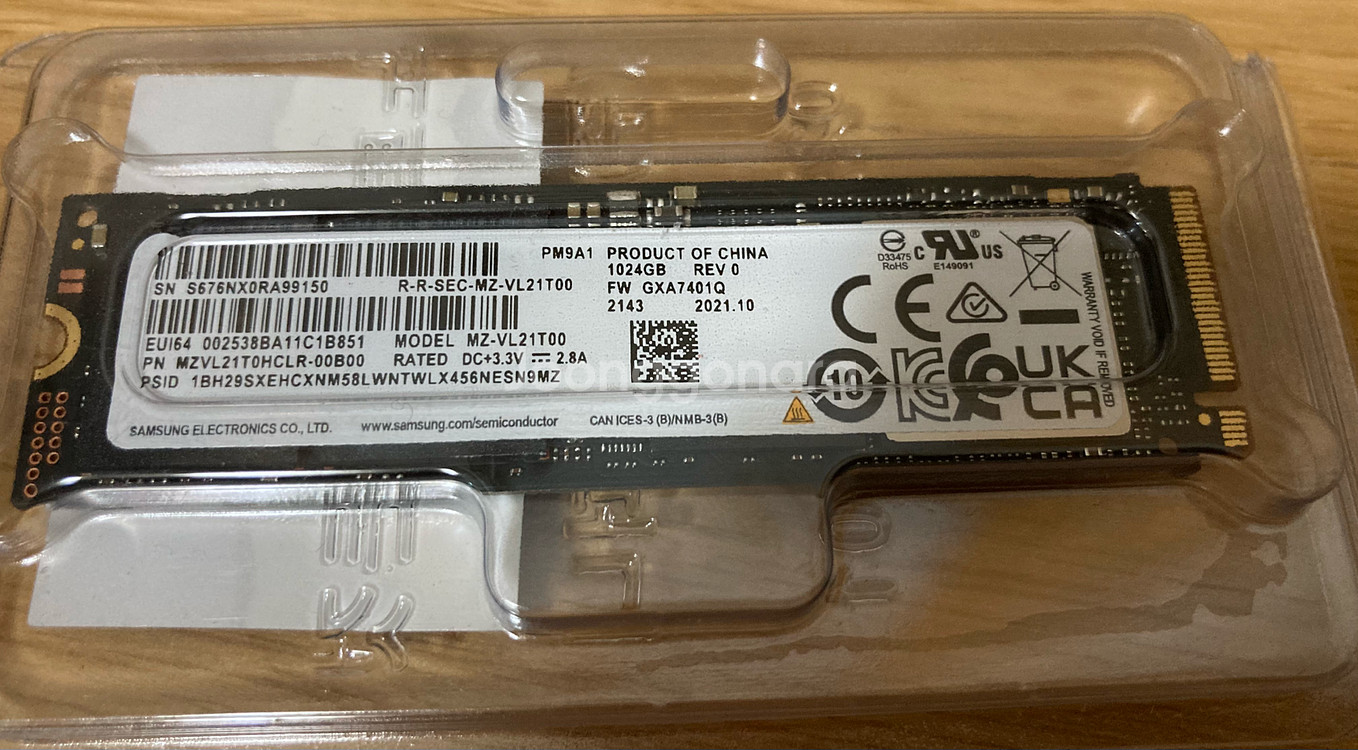 SN S676NX0RA99150 R-R-SEC-MZ-VL21T00
EUI64 002538BA11C1B851 MODEL MZ-VL21T00
PN MZVL21T0HCLR-00B00 RATED DC+3.3V ⎓ 2.8A
PSID 1BH29SXEHCXNM58LWNTWLX456NESN9MZ
PM9A1 PRODUCT OF CHINA
1024GB REV 0
FW GXA7401Q
2143 2021.10
D33475
RoHS
c RU® US
E149091
CE
WARRANTY VOID IF REMOVED
10
KC
UK
CA
SAMSUNG ELECTRONICS CO., LTD. www.samsung.com/semiconductor CAN ICES-3 (B)/NMB-3(B)